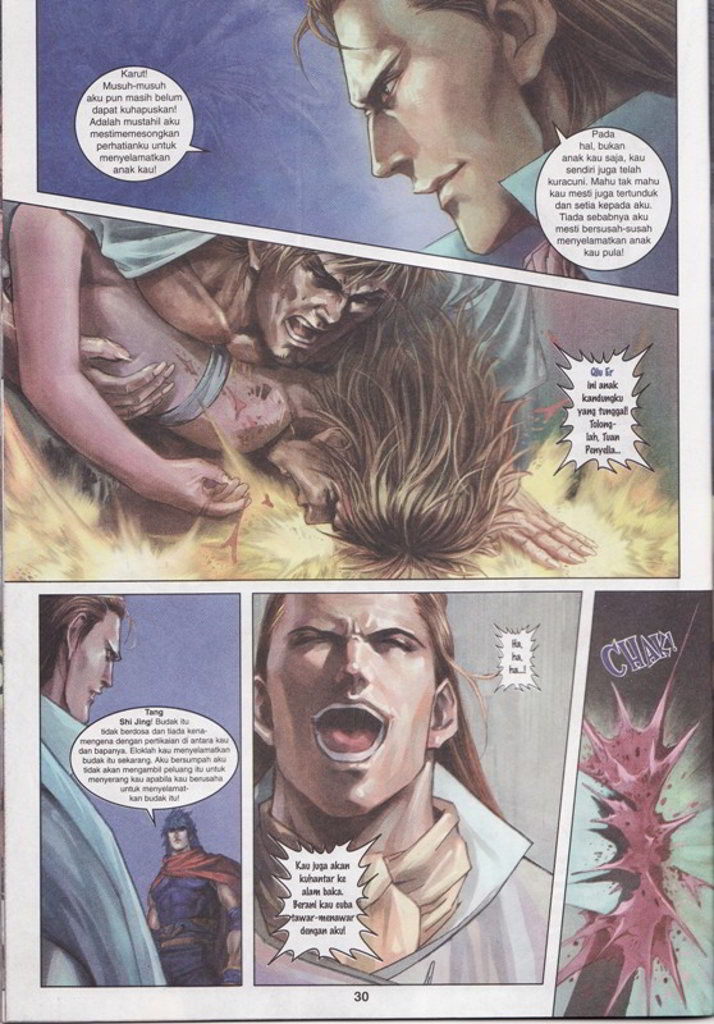 Karut!
Musuh-musuh
aku pun masih belum
dapat kuhapuskan!
Adalah mustahil aku
mestimemesongkan
perhatianku untuk
menyelamatkan
anak kau!
Pada
hal, bukan
anak kau saja, kau
sendiri juga telah
kuracuni. Mahu tak mahu
kau mesti juga tertunduk
dan setia kepada aku.
Tiada sebabnya aku
mesti bersusah-susah
menyelamatkan anak
kau pula!
Qiu Er
ini anak
kandungku
yang tunggal!
Tolong-
lah, Tuan
Penyelia...
Tang
Shi Jing! Budak itu
tidak berdosa dan tiada kena-
mengena dengan pertikaian di antara kau
dan bapanya. Eloklah kau menyelamatkan
budak itu sekarang. Aku bersumpah aku
tidak akan mengambil peluang itu untuk
menyerang kau apabila kau berusaha
untuk menyelamat-
kan budak itu!
Ha,
ha,
ha...!
Kau juga akan
kuhantar ke
alam baka.
Berani kau cuba
tawar-menawar
dengan aku!
CHAK!
30